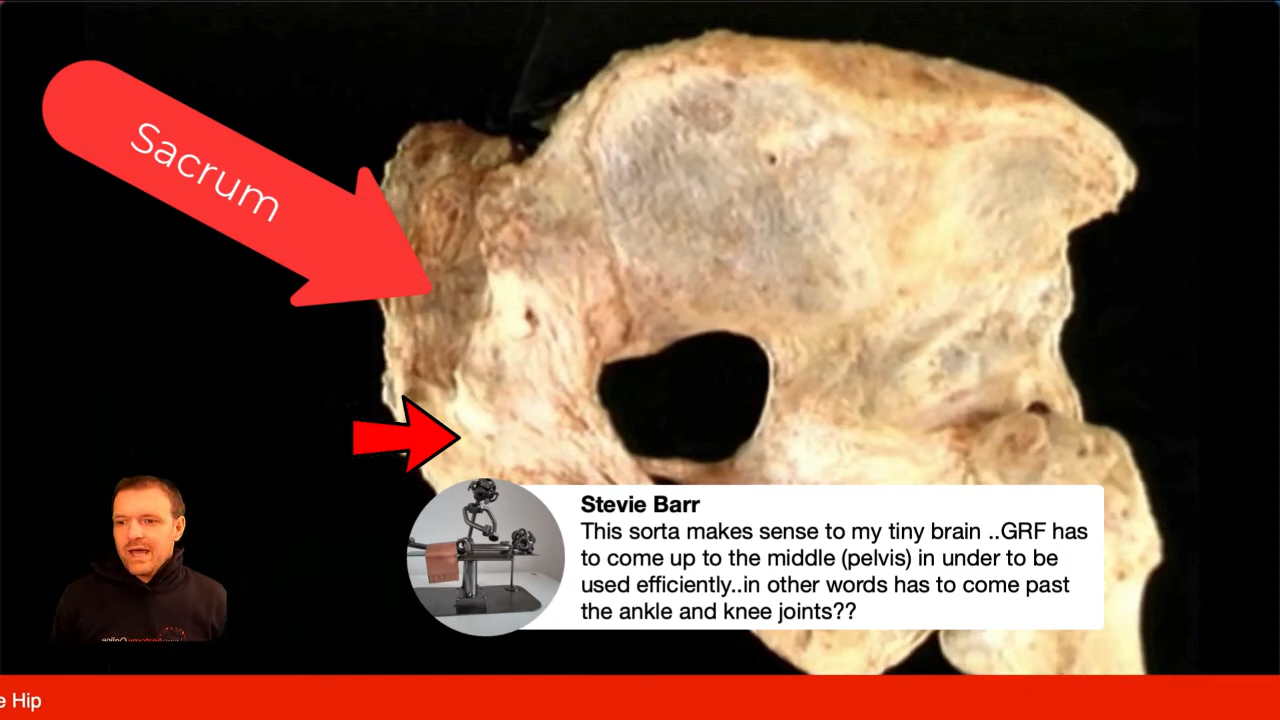 Sacrum
Stevie Barr
This sorta makes sense to my tiny brain ..GRF has
to come up to the middle (pelvis) in under to be
used efficiently..in other words has to come past
the ankle and knee joints??
e Hip